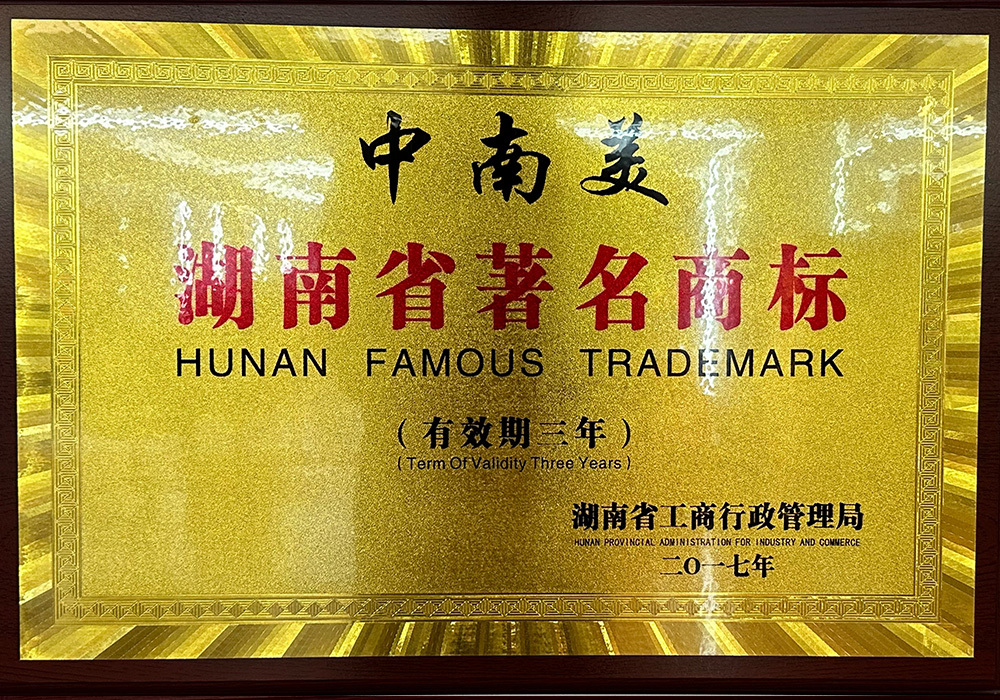 中南美
湖南省著名商标
HUNAN FAMOUS TRADEMARK
（有效期三年）
(Term Of Validity Three Years)
湖南省工商行政管理局
HUNAN PROVINCIAL ADMINISTRATION FOR INDUSTRY AND COMMERCE
二〇一七年